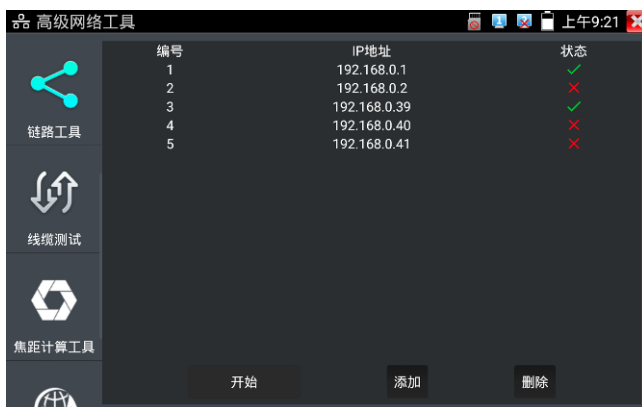 高级网络工具 上午9:21
编号 IP地址 状态
1 192.168.0.1
2 192.168.0.2
3 192.168.0.39
4 192.168.0.40
5 192.168.0.41
链路工具
线缆测试
焦距计算工具
开始 添加 删除